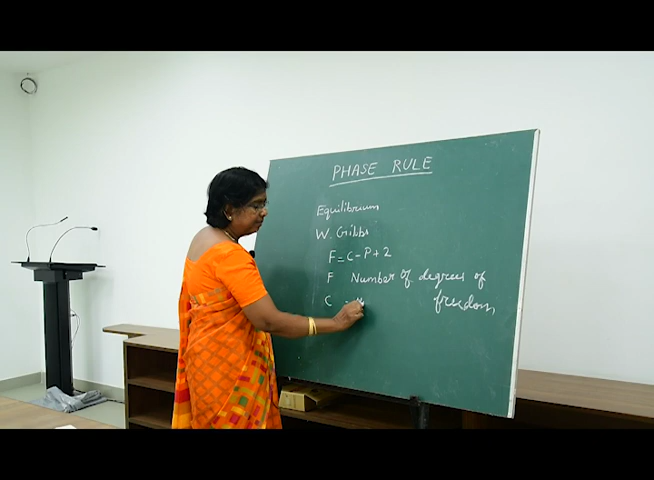 PHASE RULE
Equilibrium
W. Gibbs
F = C - P + 2
F Number of degrees of
freedom
C